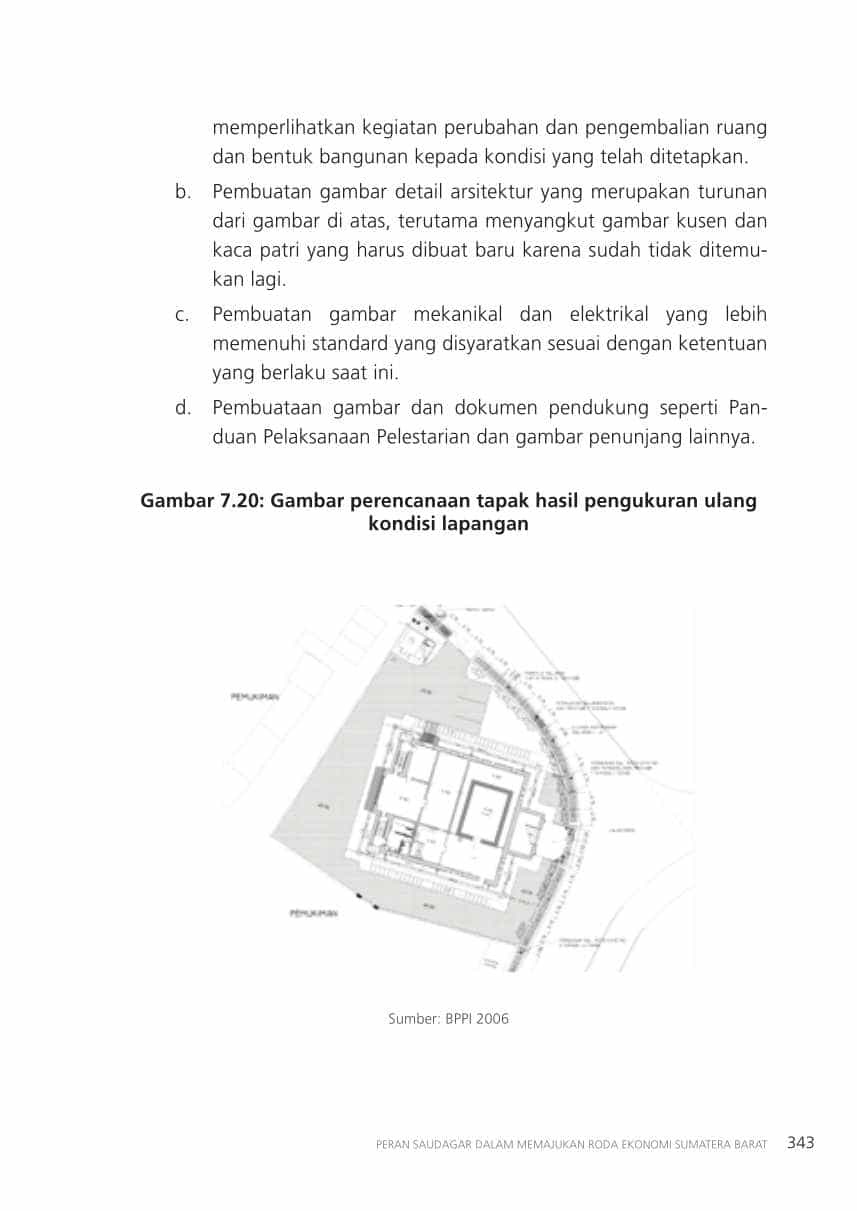 memperlihatkan kegiatan perubahan dan pengembalian ruang
dan bentuk bangunan kepada kondisi yang telah ditetapkan.
b. Pembuatan gambar detail arsitektur yang merupakan turunan
dari gambar di atas, terutama menyangkut gambar kusen dan
kaca patri yang harus dibuat baru karena sudah tidak ditemu-
kan lagi.
c. Pembuatan gambar mekanikal dan elektrikal yang lebih
memenuhi standard yang disyaratkan sesuai dengan ketentuan
yang berlaku saat ini.
d. Pembuataan gambar dan dokumen pendukung seperti Pan-
duan Pelaksanaan Pelestarian dan gambar penunjang lainnya.
Gambar 7.20: Gambar perencanaan tapak hasil pengukuran ulang
kondisi lapangan
PEMUKIMAN
PEMUKIMAN
Sumber: BPPI 2006
PERAN SAUDAGAR DALAM MEMAJUKAN RODA EKONOMI SUMATERA BARAT 343